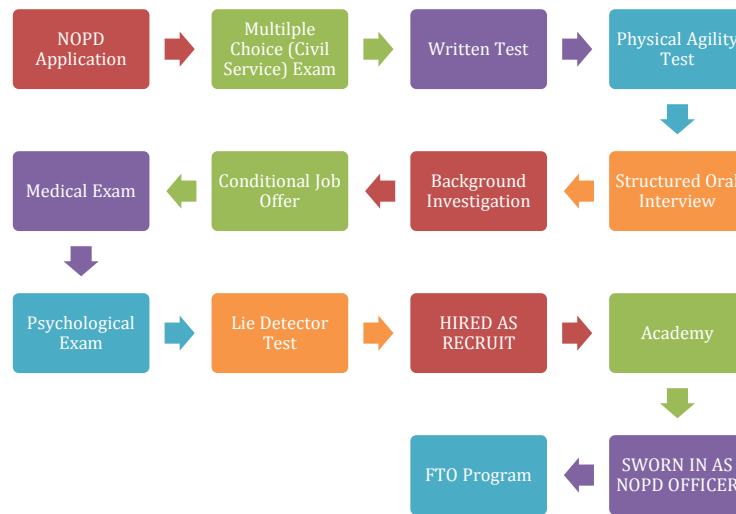 NOPD
Application
Multilple
Choice (Civil
Service) Exam
Written Test
Physical Agility
Test
Structured Oral
Interview
Background
Investigation
Conditional Job
Offer
Medical Exam
Psychological
Exam
Lie Detector
Test
HIRED AS
RECRUIT
Academy
SWORN IN AS
NOPD OFFICER
FTO Program